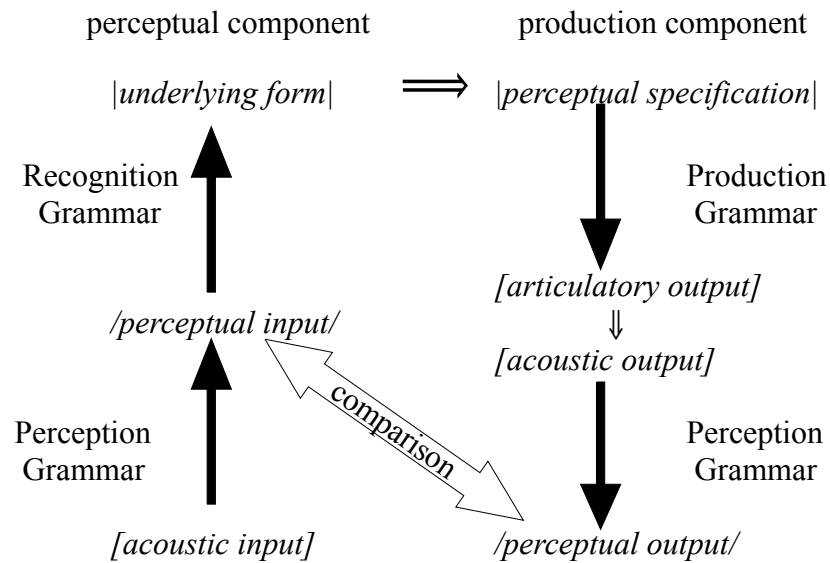 perceptual component
production component
|underlying form|
|perceptual specification|
Recognition
Grammar
Production
Grammar
[articulatory output]
/perceptual input/
[acoustic output]
comparison
Perception
Grammar
Perception
Grammar
[acoustic input]
/perceptual output/